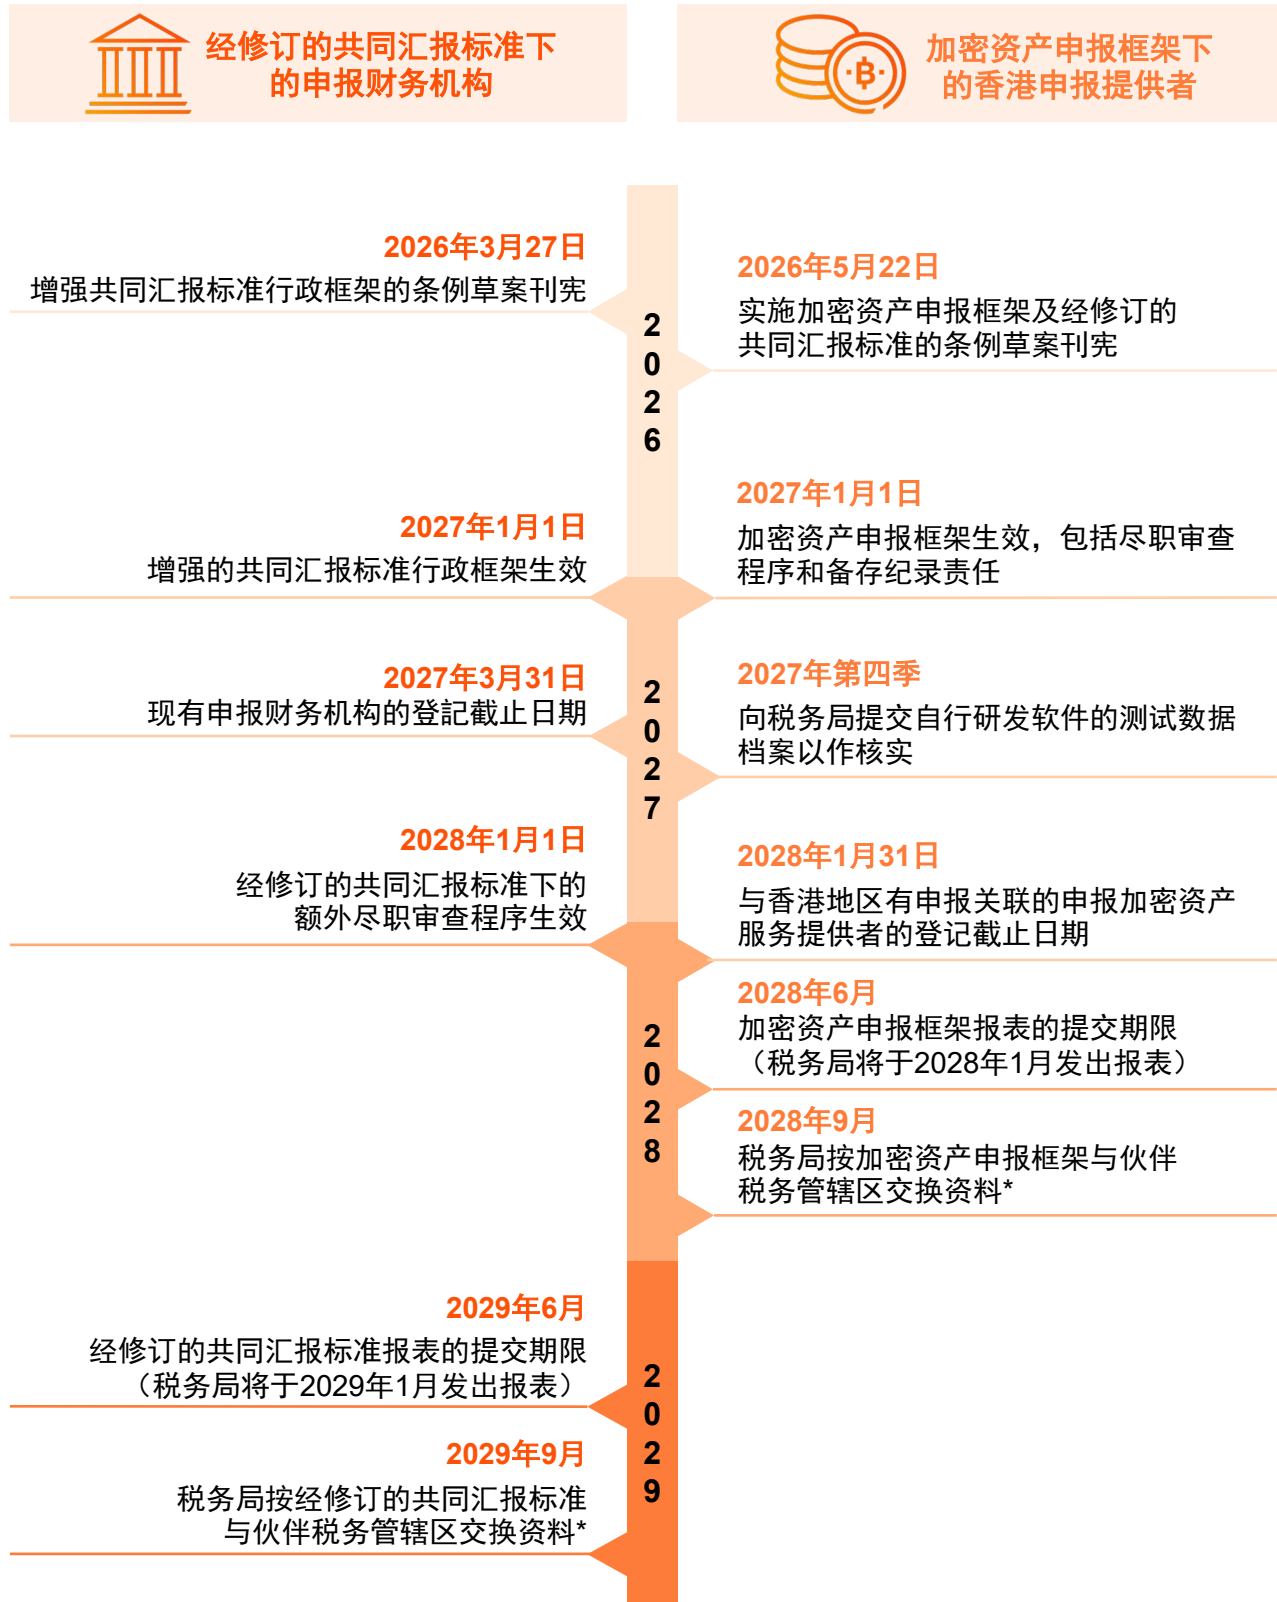 经修订的共同汇报标准下
的申报财务机构
加密资产申报框架下
的香港申报提供者
2026年3月27日
增强共同汇报标准行政框架的条例草案刊宪
2026年5月22日
实施加密资产申报框架及经修订的
共同汇报标准的条例草案刊宪
2026
2027年1月1日
增强的共同汇报标准行政框架生效
2027年1月1日
加密资产申报框架生效，包括尽职审查
程序和备存纪录责任
2027年3月31日
现有申报财务机构的登記截止日期
2027年第四季
向税务局提交自行研发软件的测试数据
档案以作核实
2027
2028年1月1日
经修订的共同汇报标准下的
额外尽职审查程序生效
2028年1月31日
与香港地区有申报关联的申报加密资产
服务提供者的登记截止日期
2028年6月
加密资产申报框架报表的提交期限
（税务局将于2028年1月发出报表）
2028
2028年9月
税务局按加密资产申报框架与伙伴
税务管辖区交换资料*
2029年6月
经修订的共同汇报标准报表的提交期限
（税务局将于2029年1月发出报表）
2029
2029年9月
税务局按经修订的共同汇报标准
与伙伴税务管辖区交换资料*